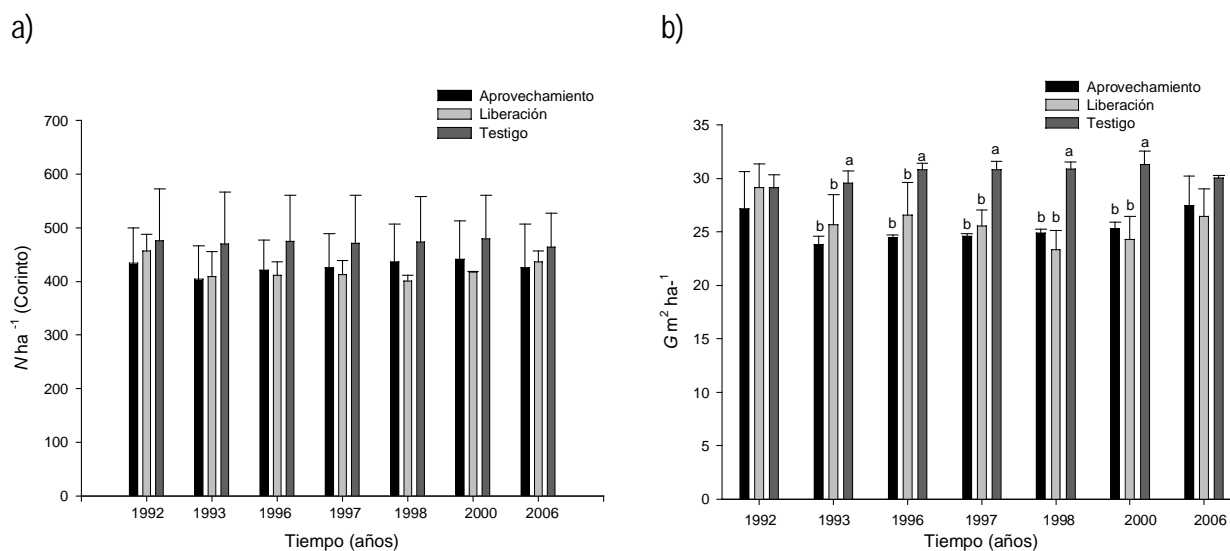 a)
Aprovechamiento
Liberación
Testigo
700
600
500
400
300
200
100
0
N ha -1 (Corinto)
1992 1993 1996 1997 1998 2000 2006
Tiempo (años)
b)
Aprovechamiento
Liberación
Testigo
35
30
25
20
15
10
5
0
G m2 ha-1
b b a b b a b b a b b a b b a
1992 1993 1996 1997 1998 2000 2006
Tiempo (años)